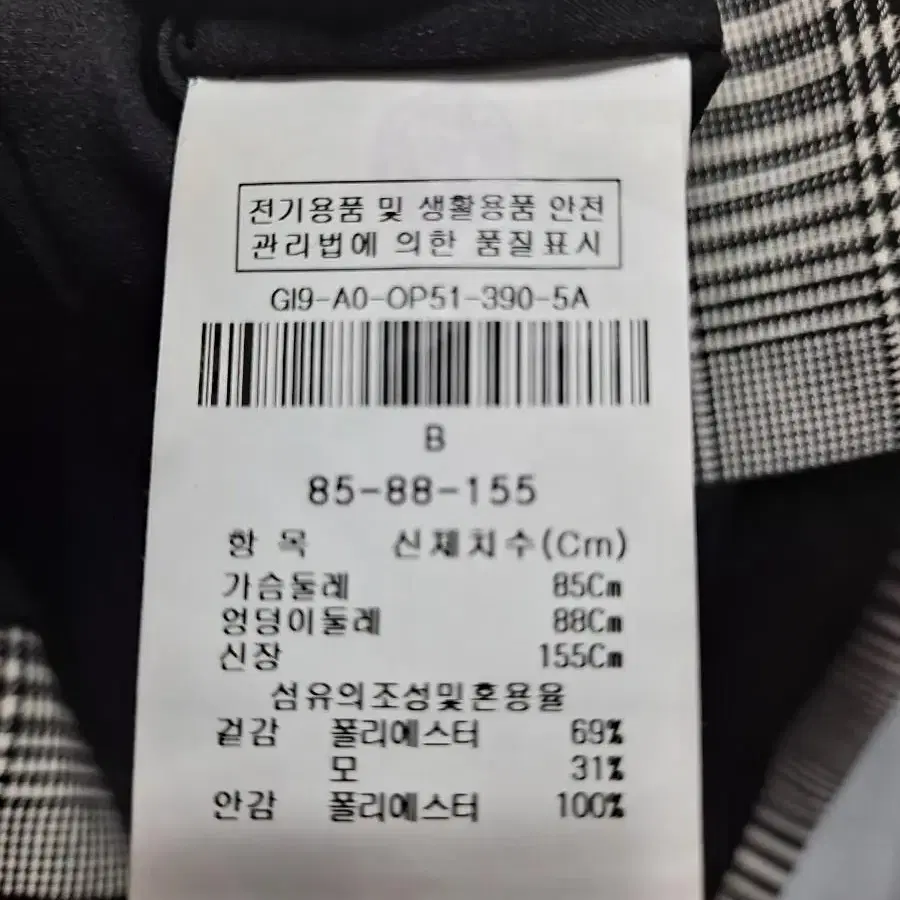 전기용품 및 생활용품 안전
관리법에 의한 품질표시
GI9-A0-OP51-390-5A
B
85-88-155
항 목 신체치수(Cm)
가슴둘레 85Cm
엉덩이둘레 88Cm
신장 155Cm
섬유의조성및혼용율
겉감 폴리에스터 69%
모 31%
안감 폴리에스터 100%